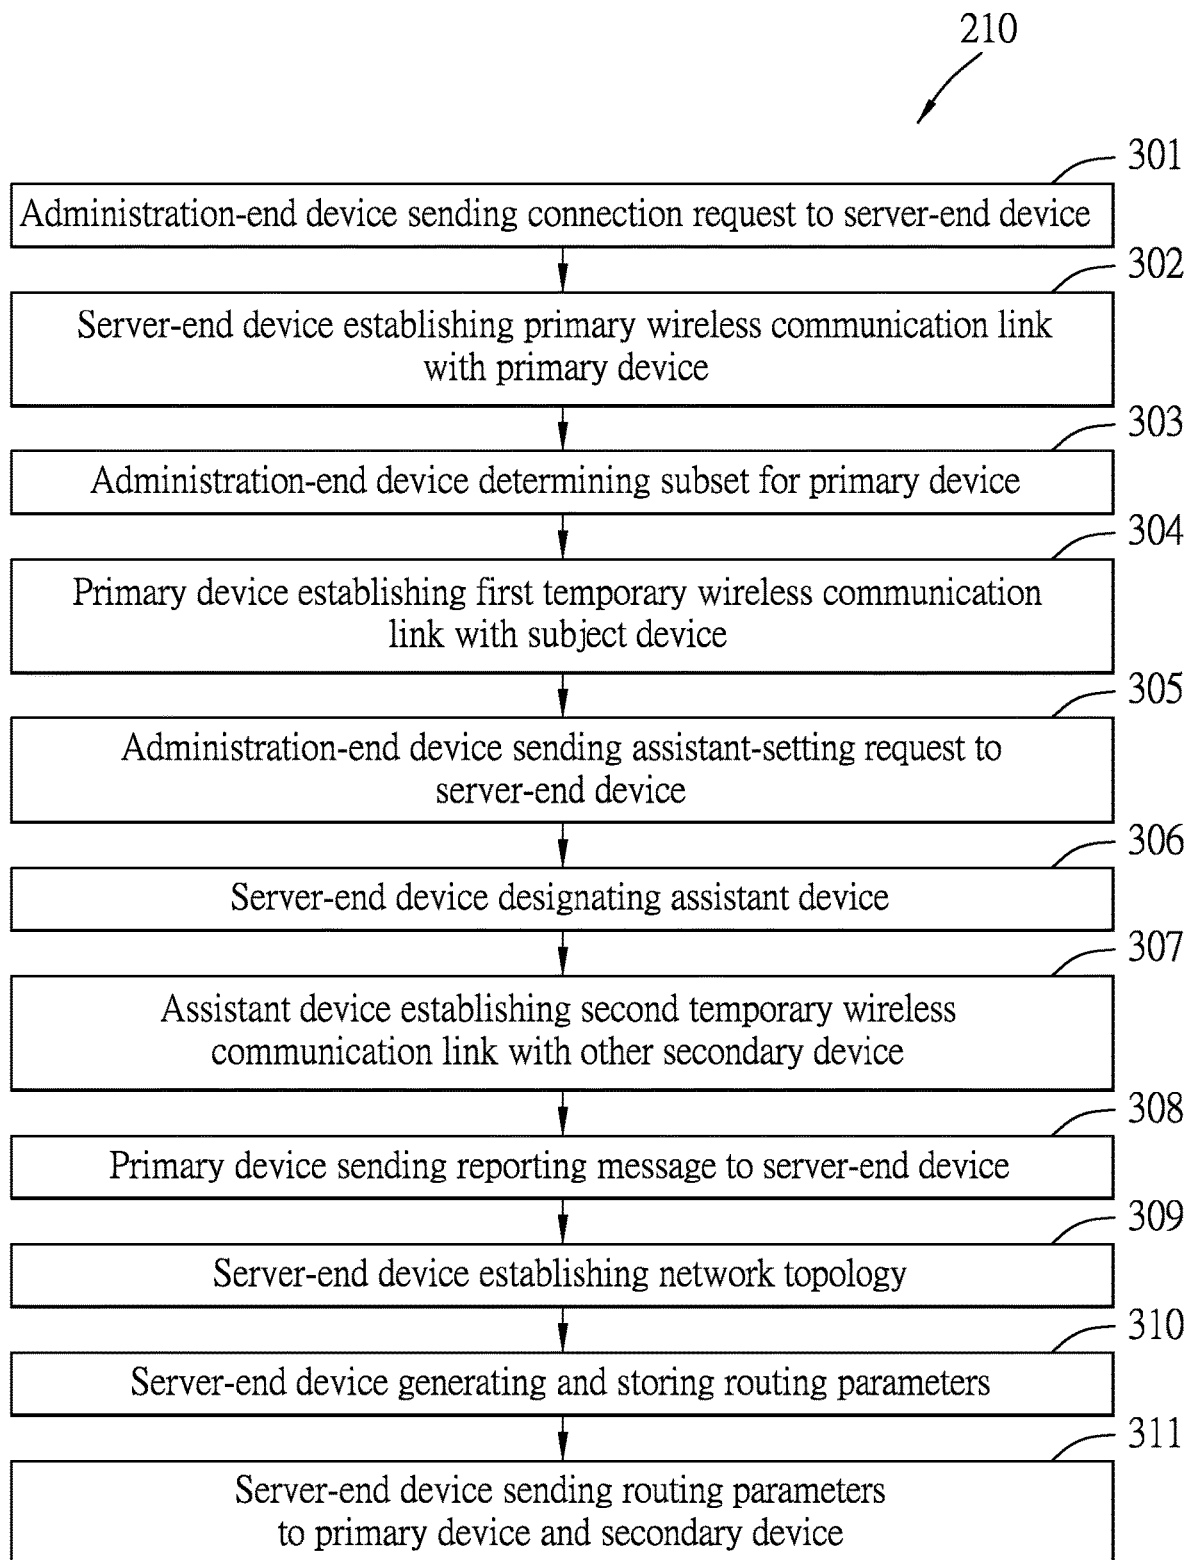 210
301
Administration-end device sending connection request to server-end device
302
Server-end device establishing primary wireless communication link
with primary device
303
Administration-end device determining subset for primary device
304
Primary device establishing first temporary wireless communication
link with subject device
305
Administration-end device sending assistant-setting request to
server-end device
306
Server-end device designating assistant device
307
Assistant device establishing second temporary wireless
communication link with other secondary device
308
Primary device sending reporting message to server-end device
309
Server-end device establishing network topology
310
Server-end device generating and storing routing parameters
311
Server-end device sending routing parameters
to primary device and secondary device